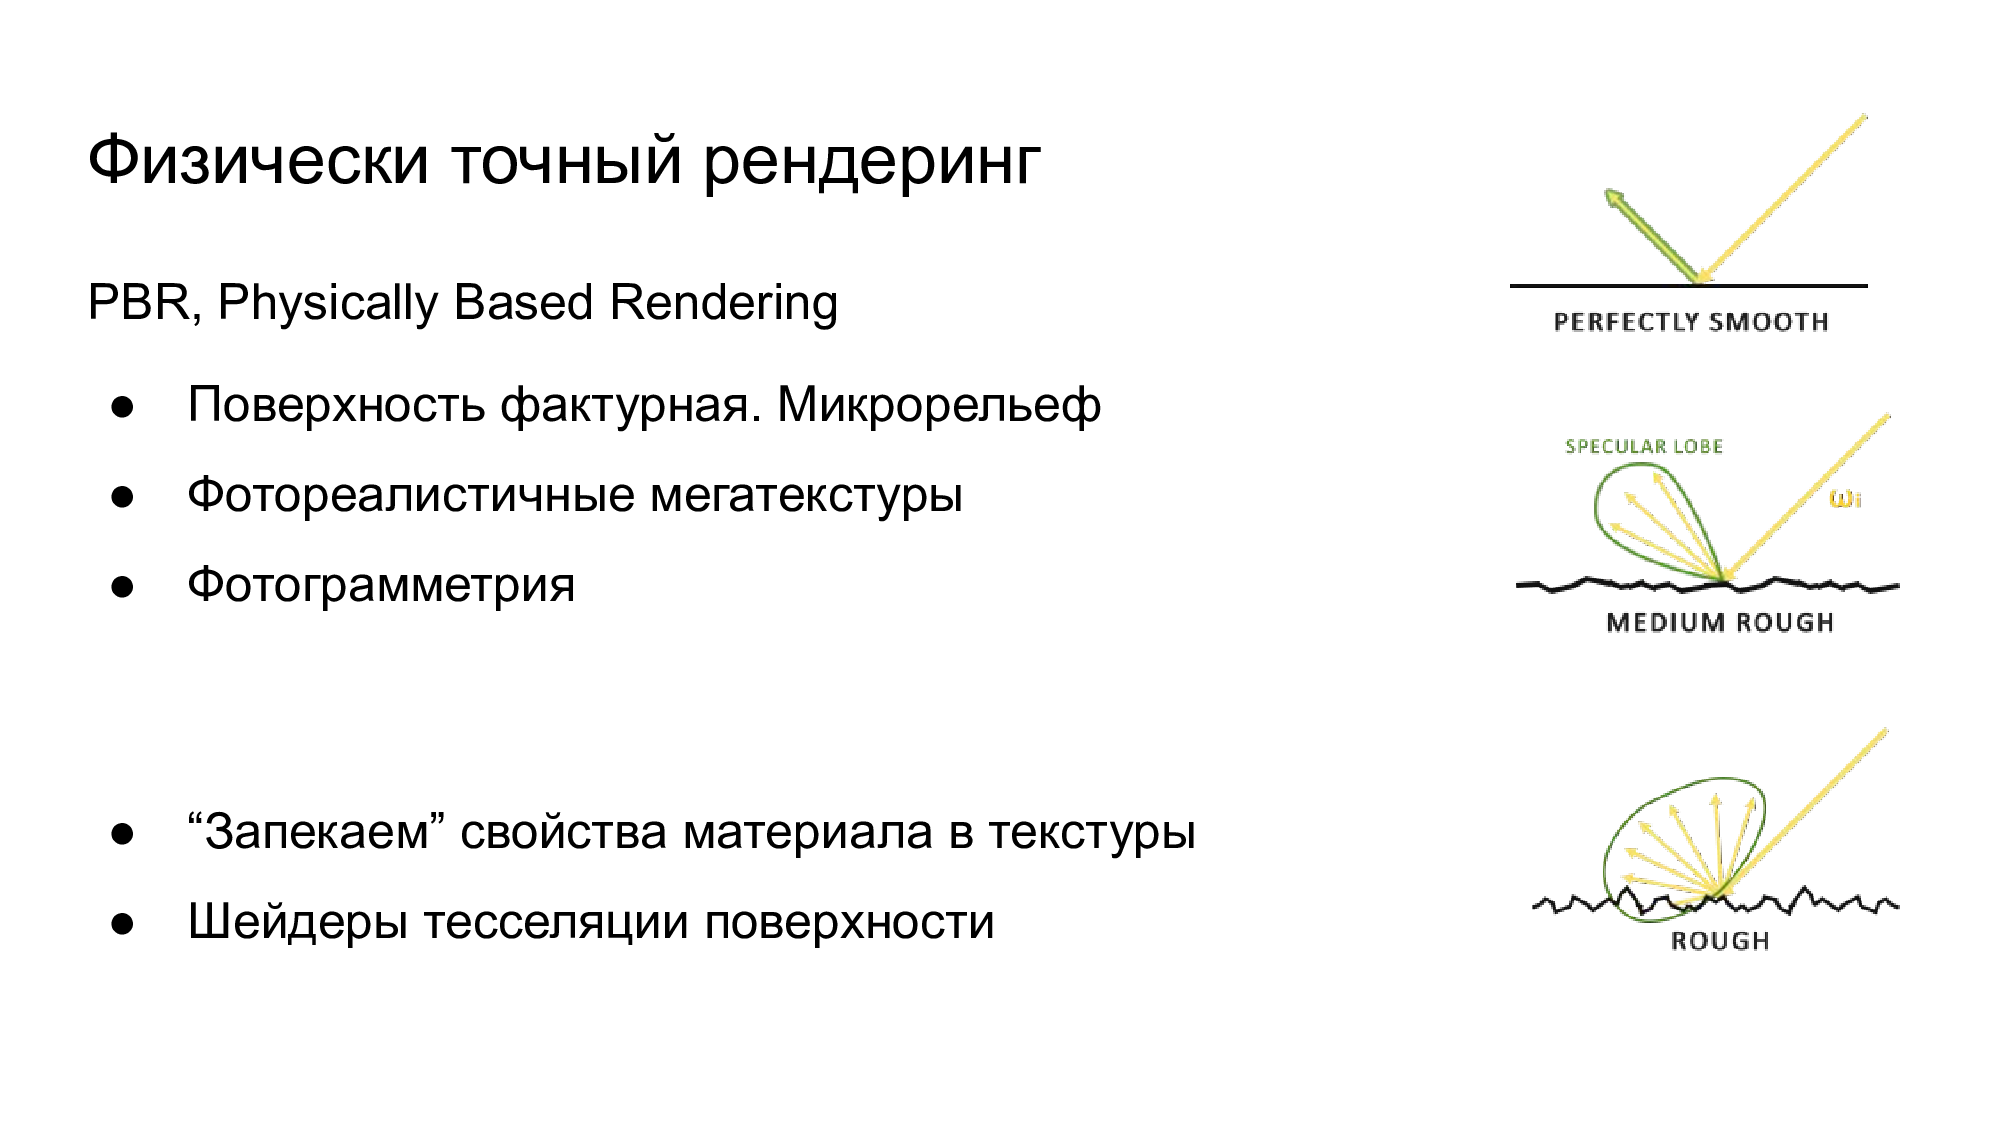 Физически точный рендеринг
PBR, Physically Based Rendering
● Поверхность фактурная. Микрорельеф
● Фотореалистичные мегатекстуры
● Фотограмметрия
● “Запекаем” свойства материала в текстуры
● Шейдеры тесселяции поверхности
PERFECTLY SMOOTH
SPECULAR LOBE
ωi
MEDIUM ROUGH
ROUGH